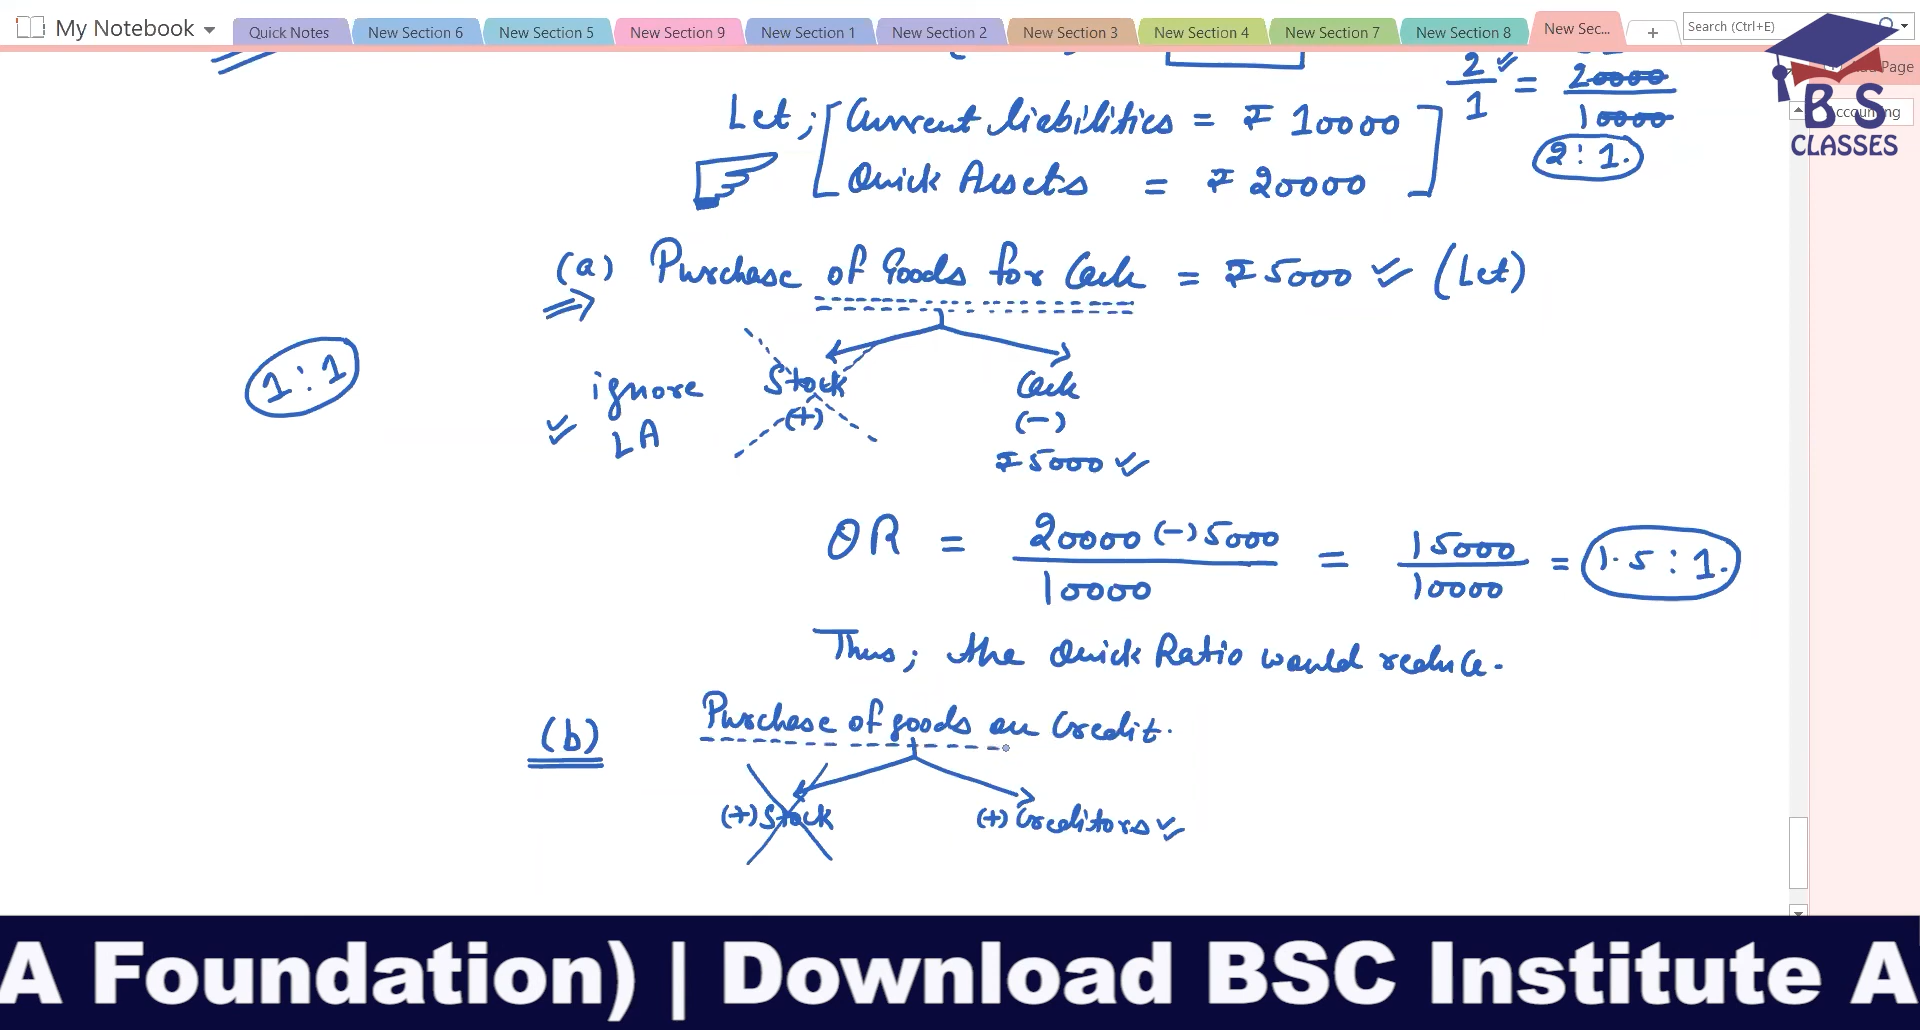 My Notebook
Quick Notes New Section 6 New Section 5 New Section 9 New Section 1 New Section 2 New Section 3 New Section 4 New Section 7 New Section 8 New Sec... + Search (Ctrl+E)
BS
CLASSES
Page
ccounting
2/1 = 20000/10000
2:1.
Let; Current liabilities = ₹ 10000
Quick Assets = ₹ 20000
(a) Purchase of Goods for Cash = ₹5000 (Let)
1:1
ignore LA
Stock (+)
Cash (-) ₹5000
QR = 20000 (-) 5000 / 10000 = 15000 / 10000 = 1.5 : 1.
Thus; the Quick Ratio would reduce.
(b) Purchase of goods on Credit.
(+) Stock (+) Creditors
A Foundation) | Download BSC Institute A